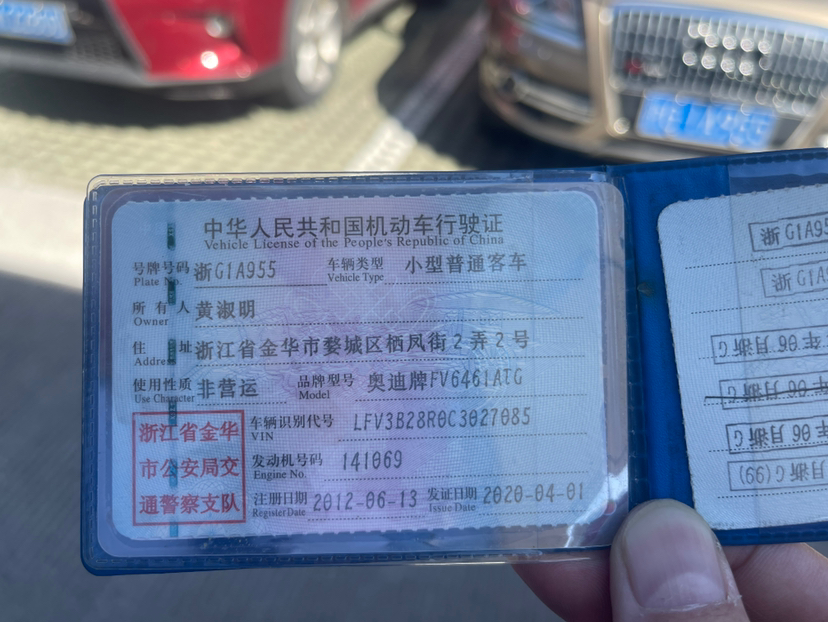 中华人民共和国机动车行驶证
Vehicle License of the People's Republic of China
号牌号码 浙G1A955 车辆类型 小型普通客车
Plate No. Vehicle Type
所有人 黄淑明
Owner
住址 浙江省金华市婺城区栖凤街2弄2号
Address
使用性质 非营运 品牌型号 奥迪牌FV6461ATG
Use Character Model
浙江省金华
市公安局交
通警察支队
车辆识别代号 LFV3B28R0C3027085
VIN
发动机号码 141069
Engine No.
注册日期 2012-06-13 发证日期 2020-04-01
Register Date Issue Date
浙G1A95
浙G1A